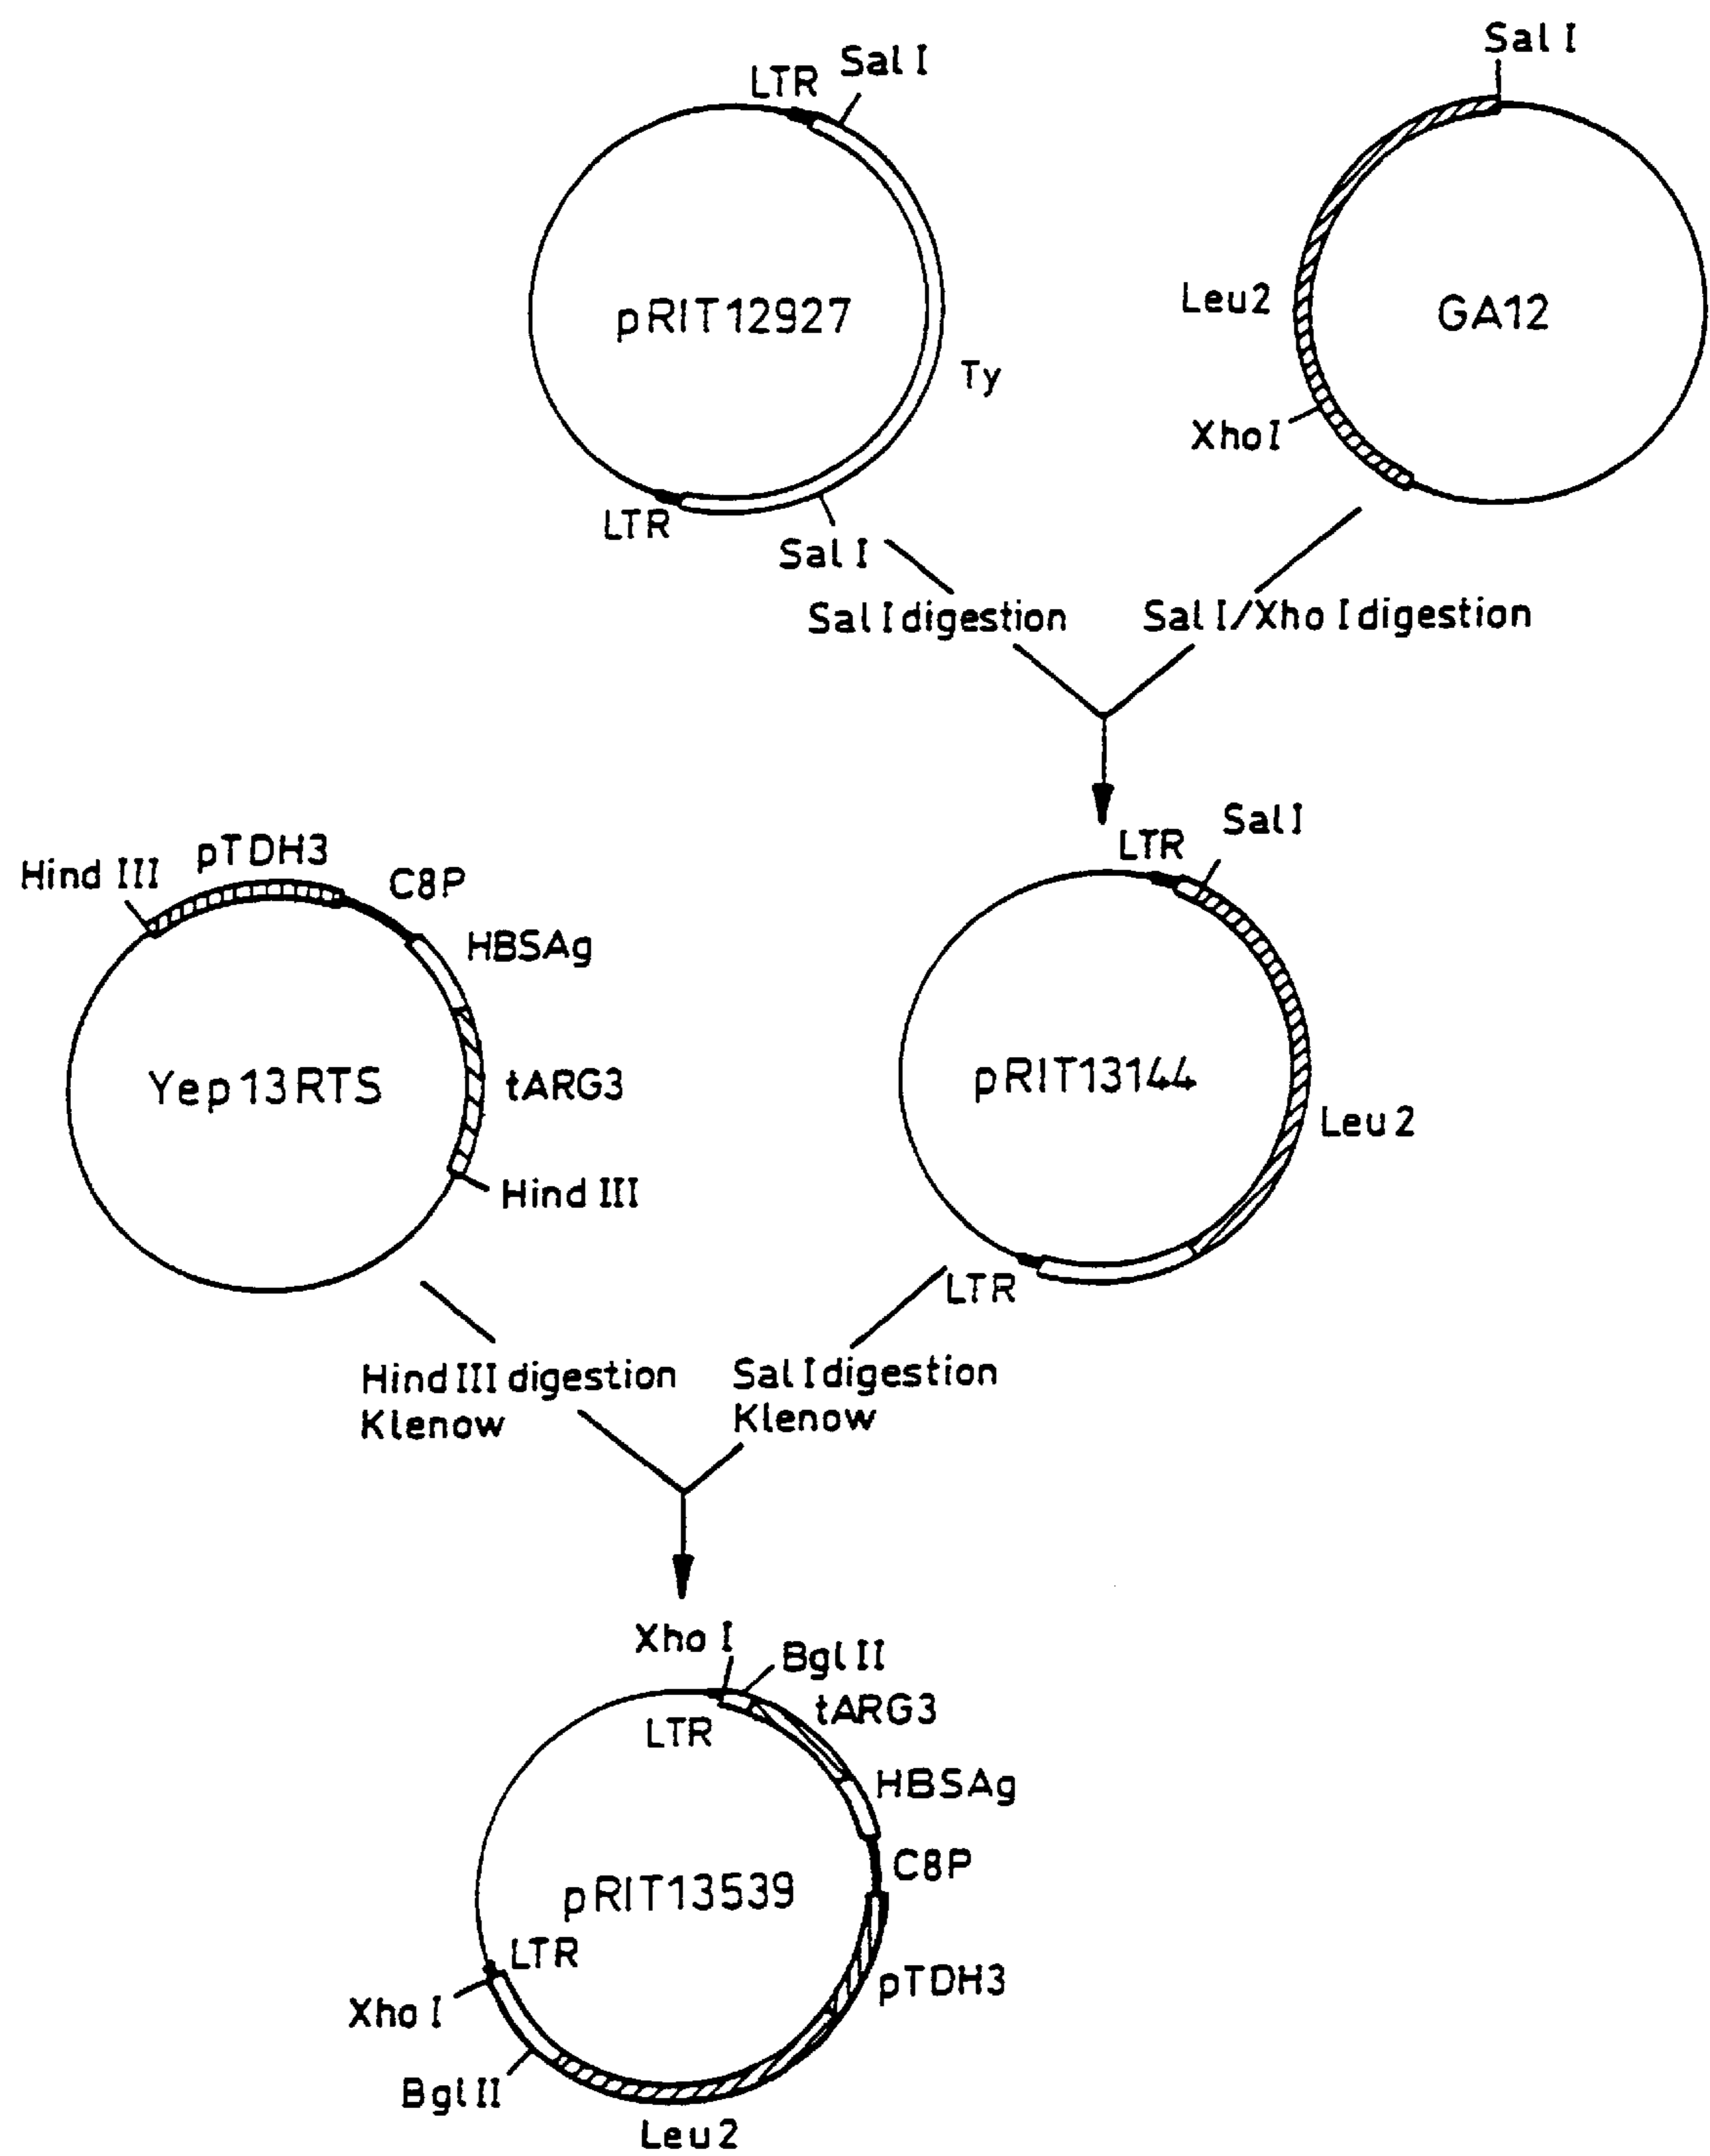 LTR
Sal I
pRIT12927
Ty
LTR
Sal I
Sal I
Leu2
GA12
Xho I
Sal I digestion
Sal I/Xho I digestion
Hind III
pTDH3
C8P
HBSAg
Yep13RTS
tARG3
Hind III
LTR
Sal I
pRIT13144
Leu2
LTR
Hind III digestion
Klenow
Sal I digestion
Klenow
Xho I
Bgl II
LTR
tARG3
HBSAg
C8P
pRIT13539
LTR
pTDH3
Xho I
Bgl II
Leu2